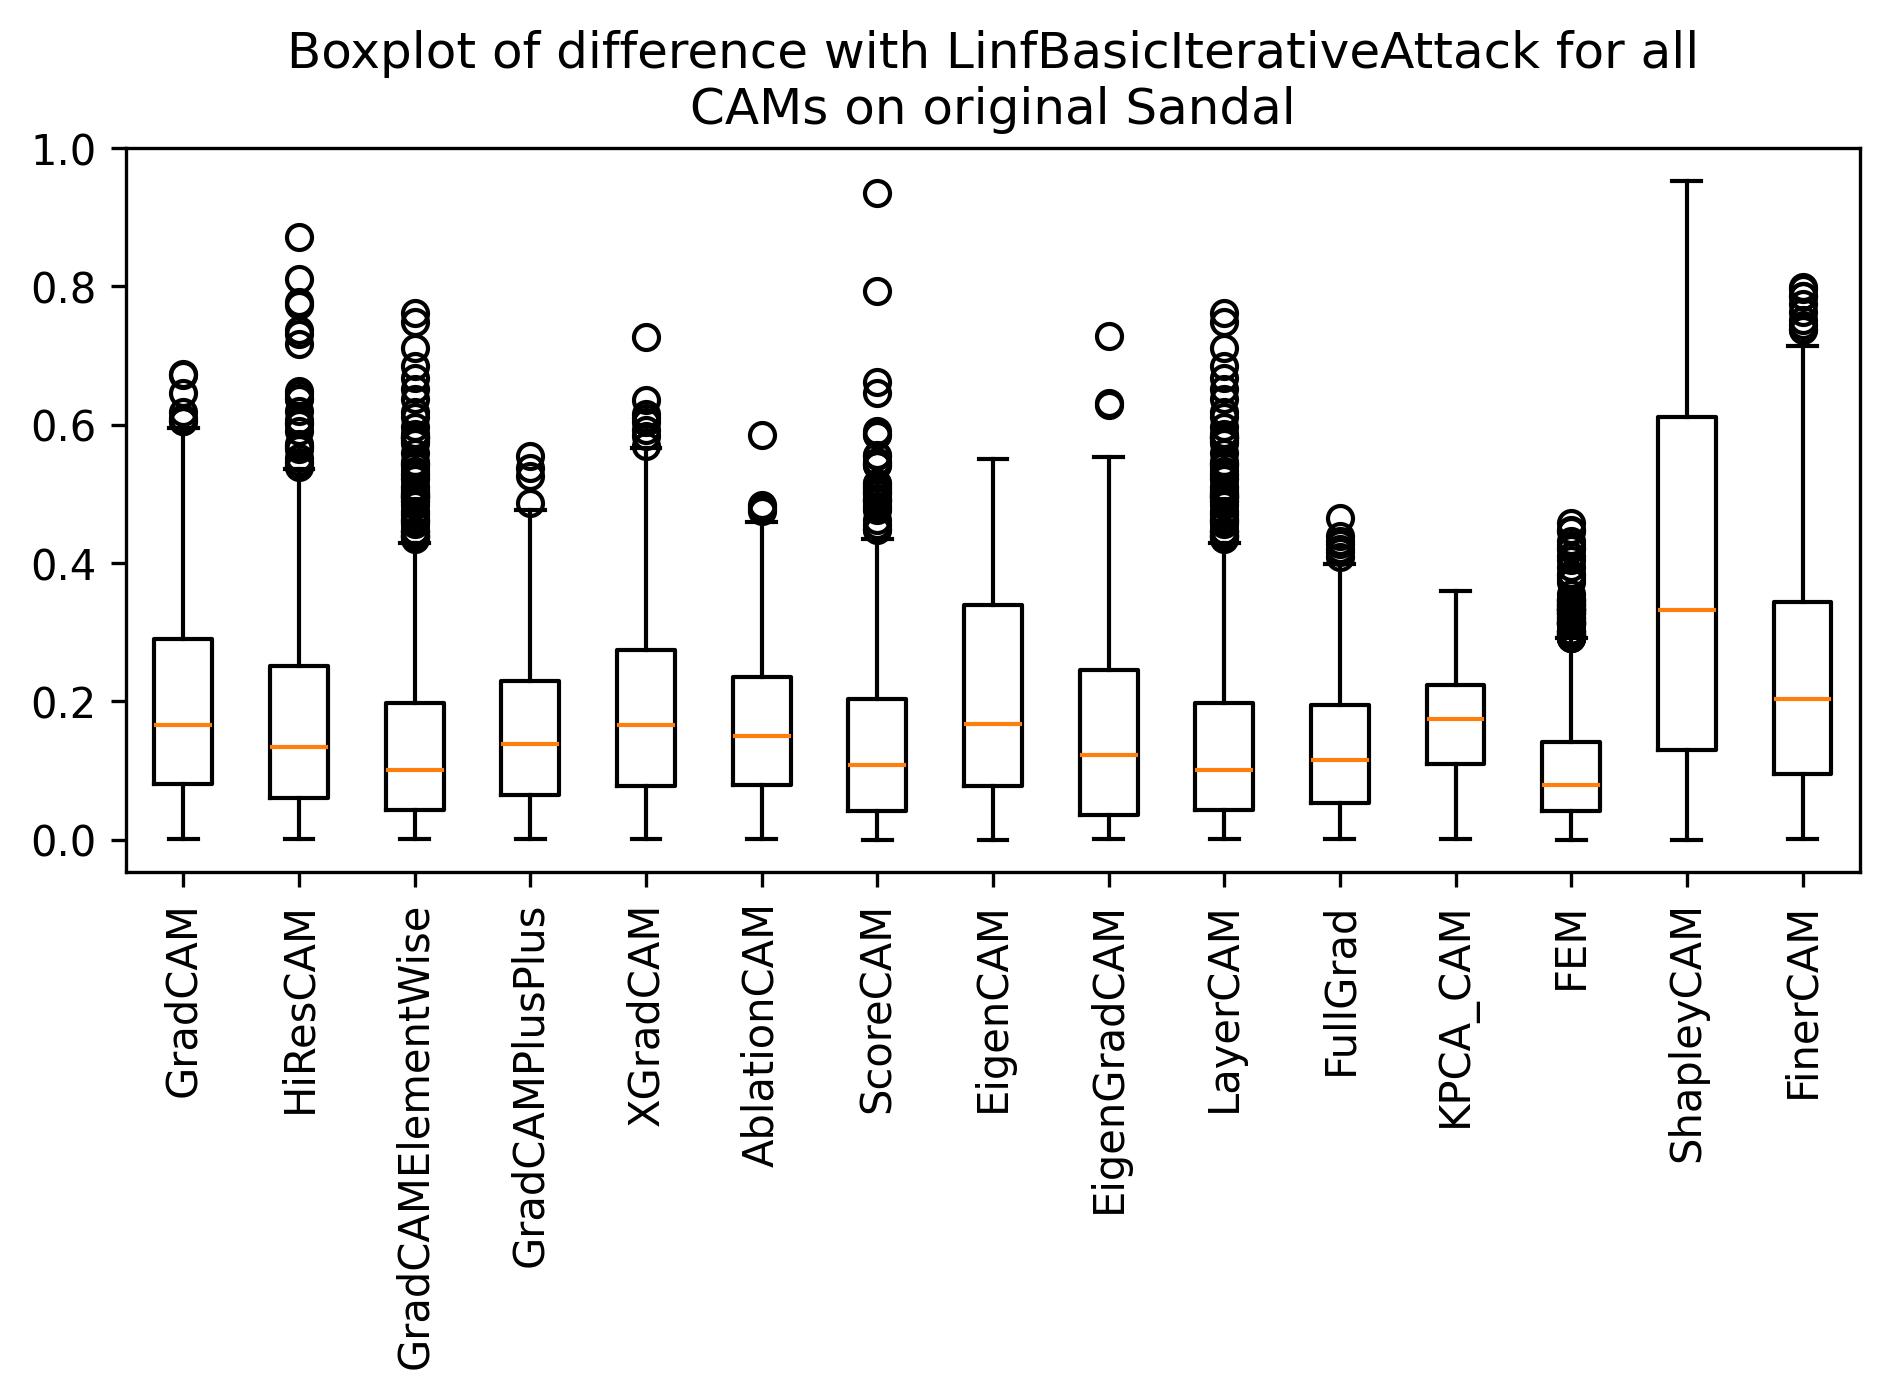 Boxplot of difference with LinfBasicIterativeAttack for all
CAMs on original Sandal
1.0
0.8
0.6
0.4
0.2
0.0
GradCAM
HiResCAM
GradCAMElementWise
GradCAMPlusPlus
XGradCAM
AblationCAM
ScoreCAM
EigenCAM
EigenGradCAM
LayerCAM
FullGrad
KPCA_CAM
FEM
ShapleyCAM
FinerCAM